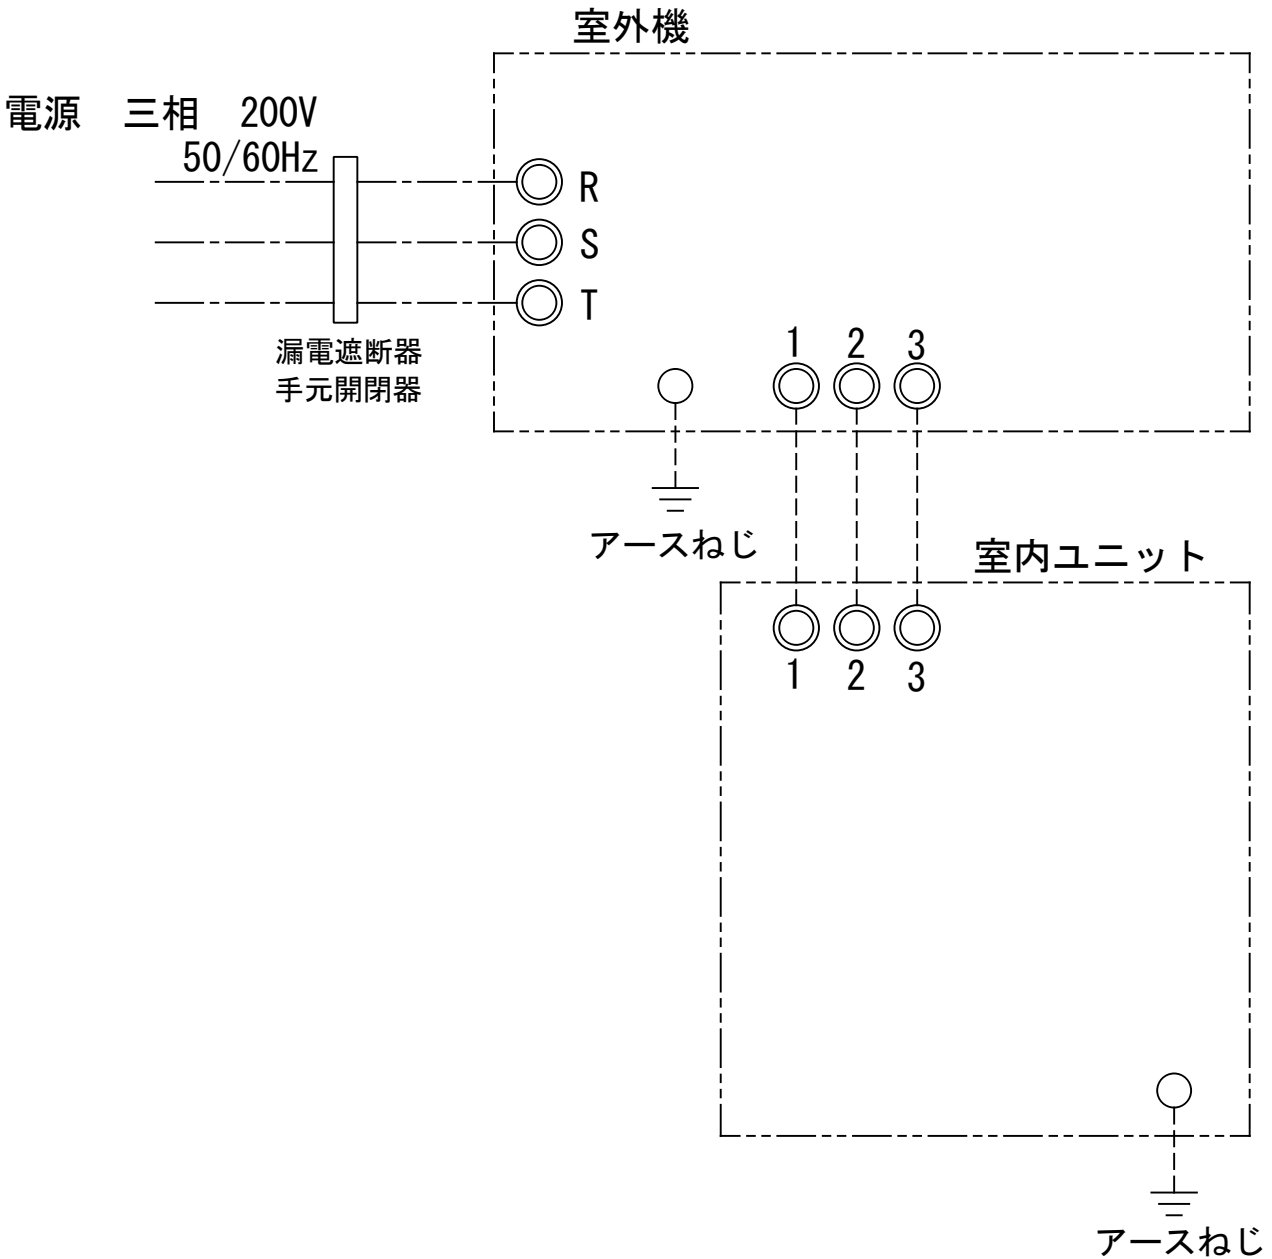 室外機
電源　三相　200V
50/60Hz
R
S
T
漏電遮断器
手元開閉器
1 2 3
アースねじ
室内ユニット
1 2 3
アースねじ